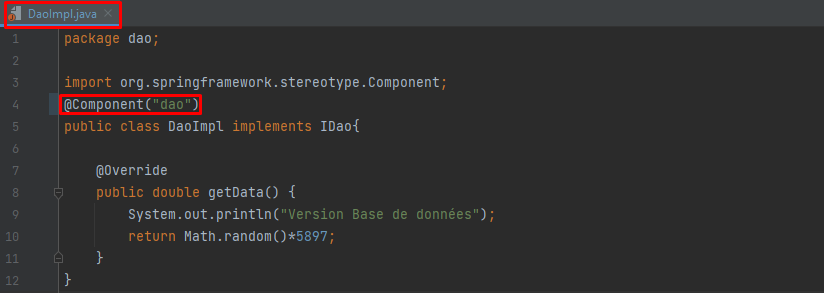 DaoImpl.java
1 package dao;
2
3 import org.springframework.stereotype.Component;
4 @Component("dao")
5 public class DaoImpl implements IDao{
6
7 @Override
8 public double getData() {
9 System.out.println("Version Base de données");
10 return Math.random()*5897;
11 }
12 }